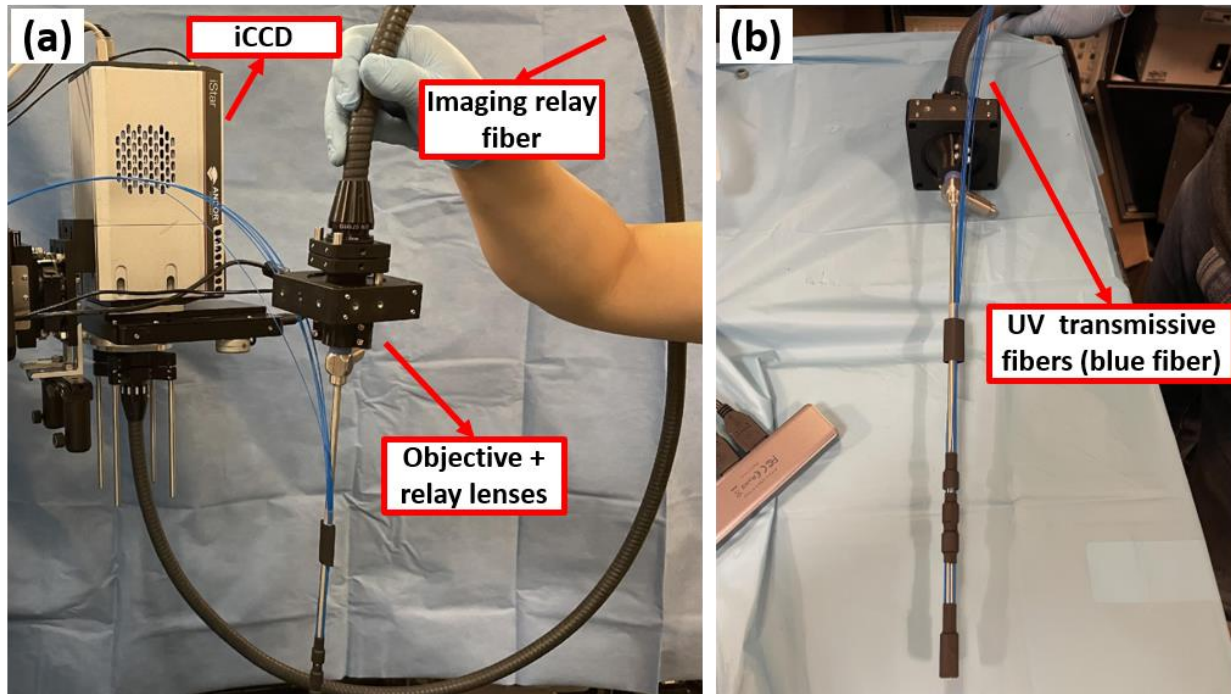 (a)
iCCD
iStar
ANDOR
Imaging relay
fiber
Objective +
relay lenses
(b)
UV transmissive
fibers (blue fiber)